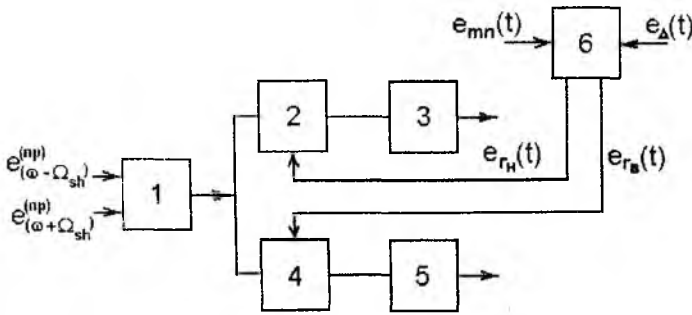 e_mn(t) 6 e_Δ(t)
2 3
e_rн(t) e_rв(t)
e^(np)_(ω - Ω_sh)
1
e^(np)_(ω + Ω_sh)
4 5